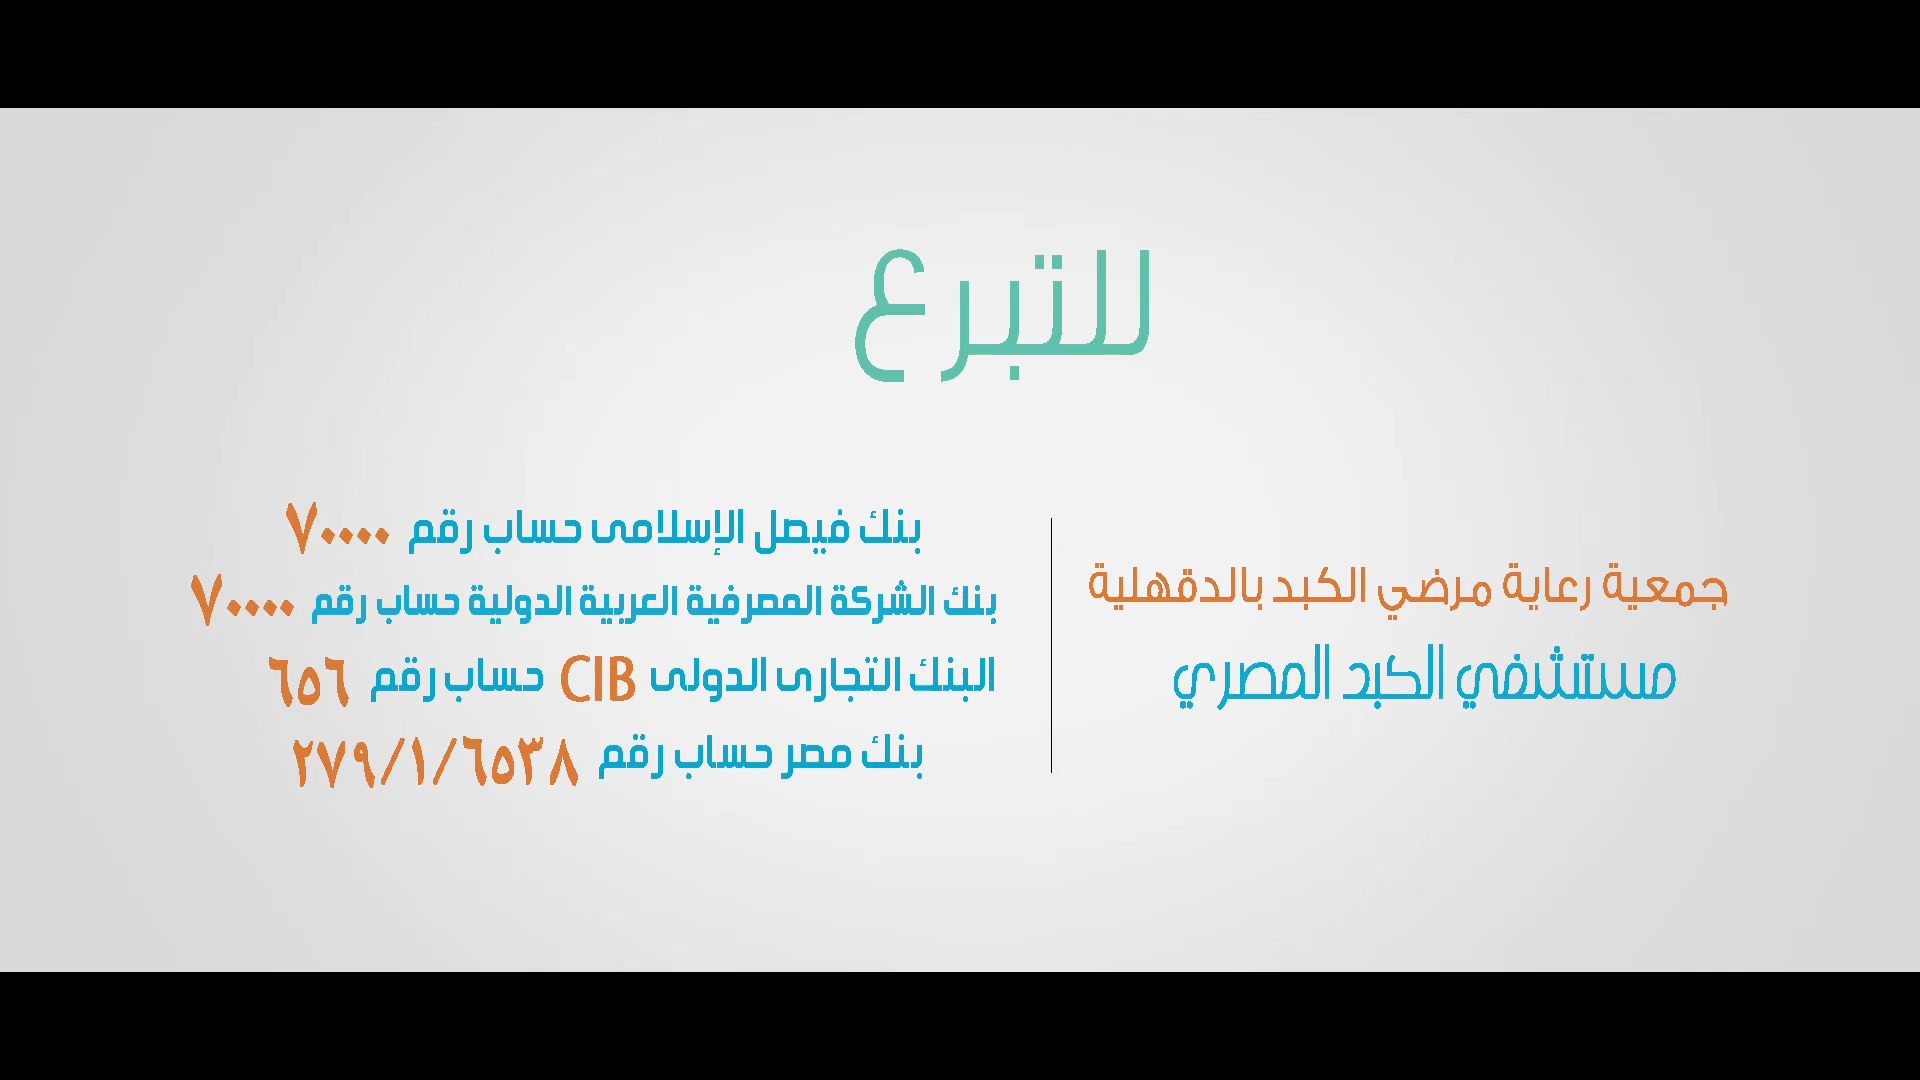 للتبرع
جمعية رعاية مرضي الكبد بالدقهلية
مستشفي الكبد المصري
بنك فيصل الإسلامى حساب رقم ٧٠٠٠٠
بنك الشركة المصرفية العربية الدولية حساب رقم ٧٠٠٠٠
البنك التجارى الدولى CIB حساب رقم ٦٥٦
بنك مصر حساب رقم ٢٧٩/١/٦٥٣٨